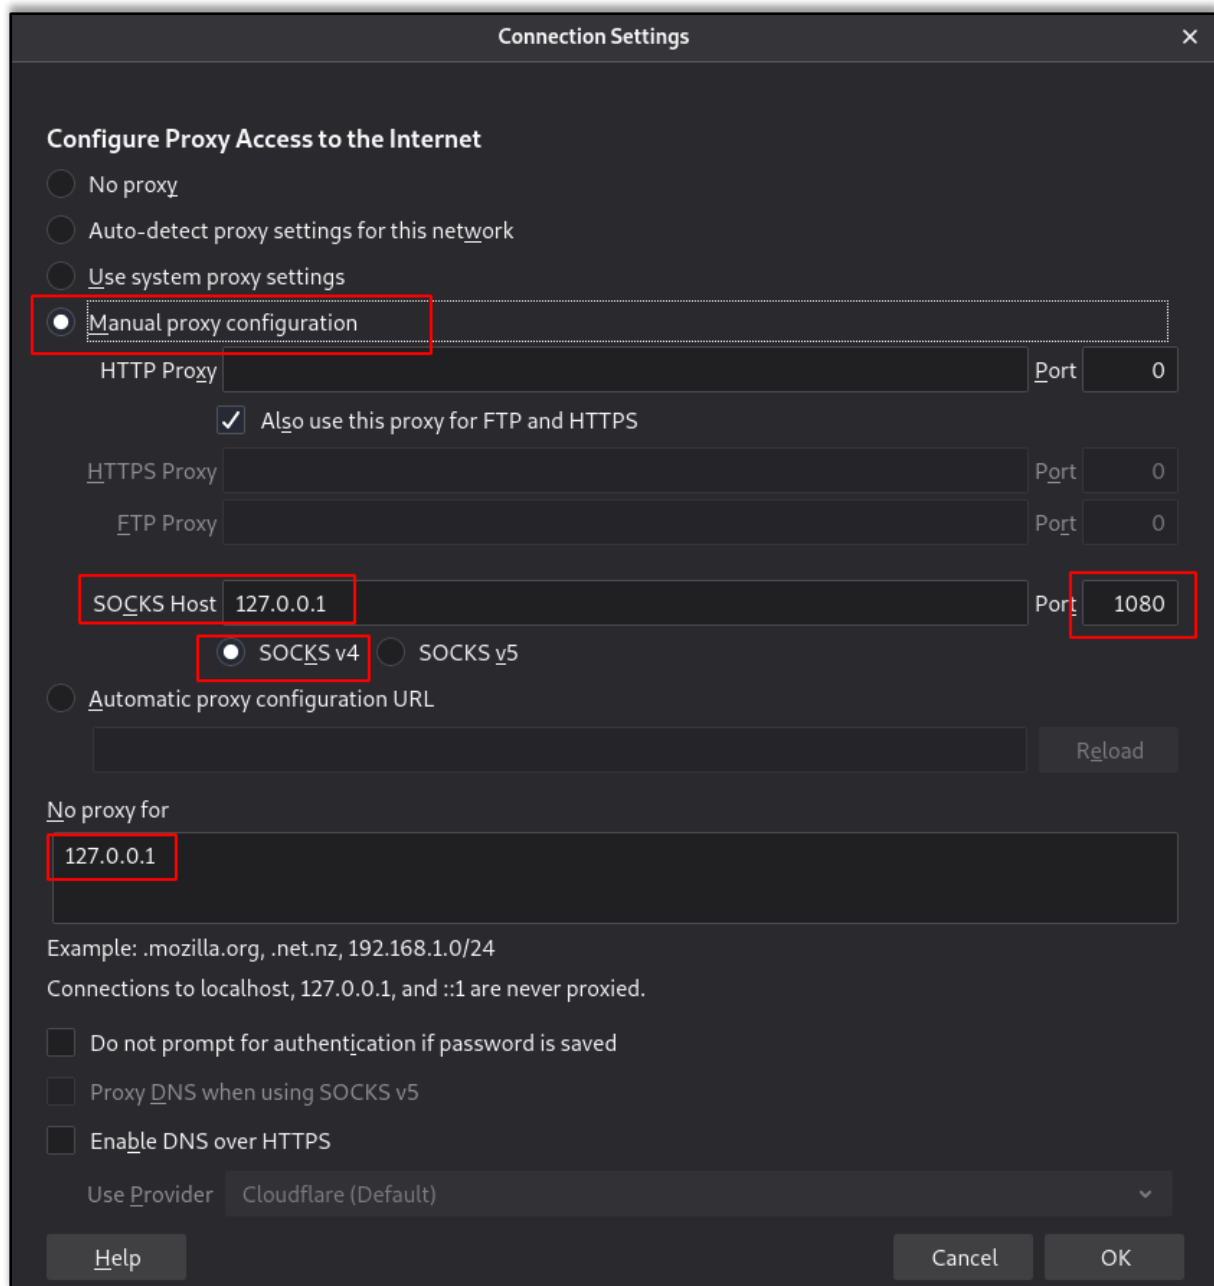 Connection Settings ×
Configure Proxy Access to the Internet
No proxy
Auto-detect proxy settings for this network
Use system proxy settings
Manual proxy configuration
HTTP Proxy Port 0
Also use this proxy for FTP and HTTPS
HTTPS Proxy Port 0
FTP Proxy Port 0
SOCKS Host 127.0.0.1 Port 1080
SOCKS v4 SOCKS v5
Automatic proxy configuration URL
Reload
No proxy for
127.0.0.1
Example: .mozilla.org, .net.nz, 192.168.1.0/24
Connections to localhost, 127.0.0.1, and ::1 are never proxied.
Do not prompt for authentication if password is saved
Proxy DNS when using SOCKS v5
Enable DNS over HTTPS
Use Provider Cloudflare (Default)
Help Cancel OK